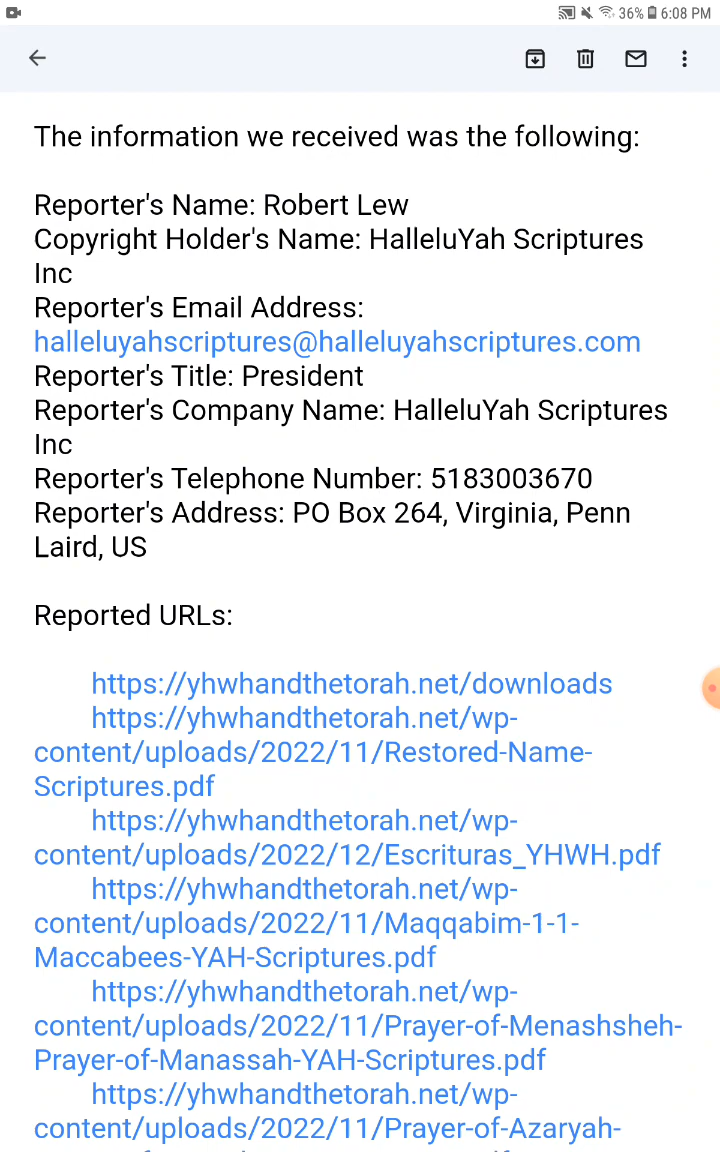 36% 6:08 PM
The information we received was the following:
Reporter's Name: Robert Lew
Copyright Holder's Name: HalleluYah Scriptures
Inc
Reporter's Email Address:
halleluyahscriptures@halleluyahscriptures.com
Reporter's Title: President
Reporter's Company Name: HalleluYah Scriptures
Inc
Reporter's Telephone Number: 5183003670
Reporter's Address: PO Box 264, Virginia, Penn
Laird, US
Reported URLs:
https://yhwhandthetorah.net/downloads
https://yhwhandthetorah.net/wp-
content/uploads/2022/11/Restored-Name-
Scriptures.pdf
https://yhwhandthetorah.net/wp-
content/uploads/2022/12/Escrituras_YHWH.pdf
https://yhwhandthetorah.net/wp-
content/uploads/2022/11/Maqqabim-1-1-
Maccabees-YAH-Scriptures.pdf
https://yhwhandthetorah.net/wp-
content/uploads/2022/11/Prayer-of-Menashsheh-
Prayer-of-Manassah-YAH-Scriptures.pdf
https://yhwhandthetorah.net/wp-
content/uploads/2022/11/Prayer-of-Azaryah-